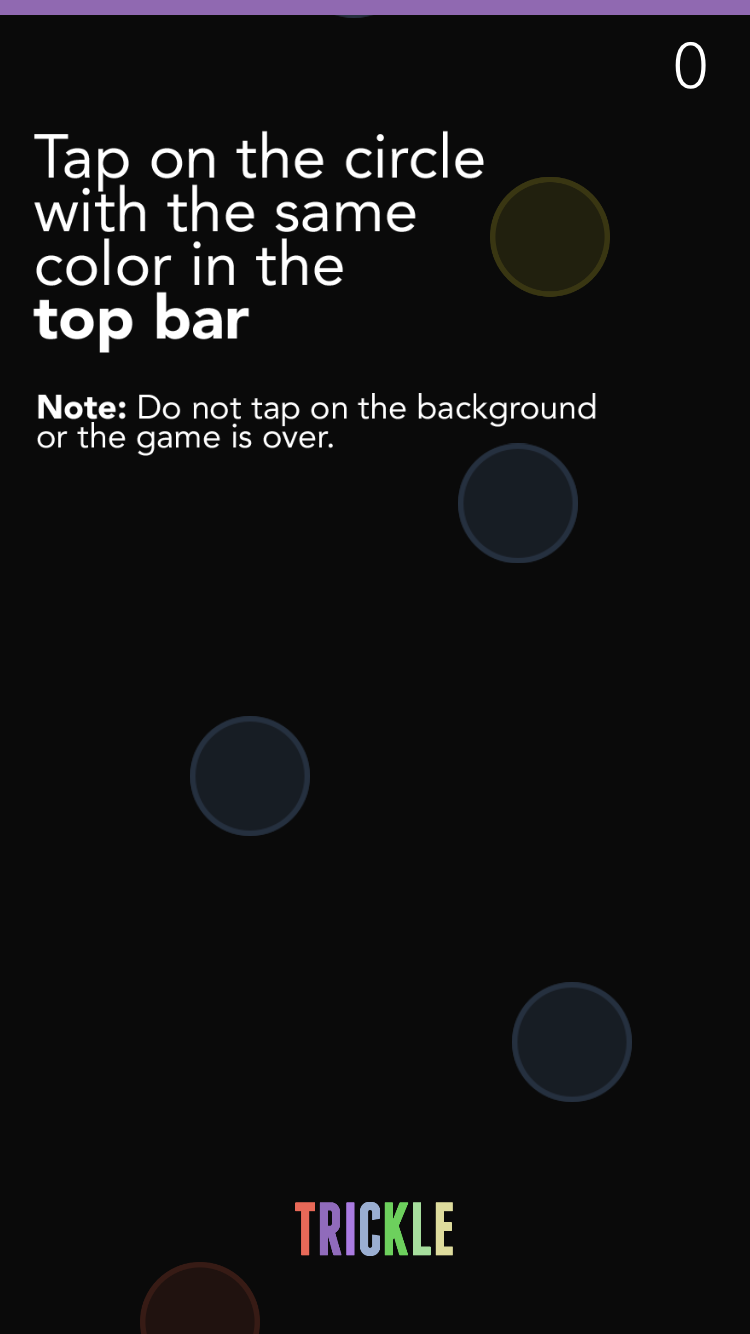 0
Tap on the circle
with the same
color in the
top bar
Note: Do not tap on the background
or the game is over.
TRICKLE